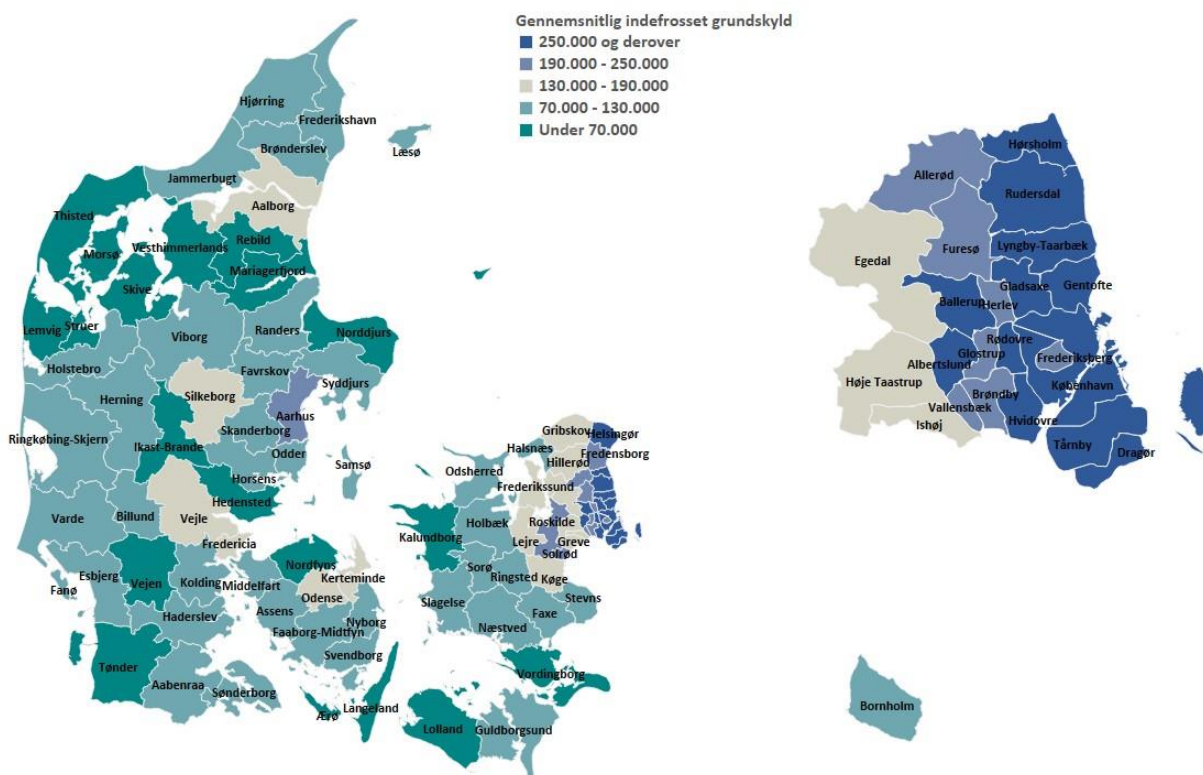 Gennemsnitlig indefrosset grundskyld
250.000 og derover
190.000 - 250.000
130.000 - 190.000
70.000 - 130.000
Under 70.000
Hjørring
Frederikshavn
Brønderslev
Læsø
Jammerbugt
Aalborg
Thisted
Vesthimmerlands
Rebild
Morsø
Mariagerfjord
Skive
Lemvig
Struer
Viborg
Randers
Norddjurs
Holstebro
Favrskov
Syddjurs
Herning
Silkeborg
Aarhus
Ringkøbing-Skjern
Ikast-Brande
Skanderborg
Odder
Samsø
Horsens
Hedensted
Varde
Billund
Vejle
Fredericia
Esbjerg
Fanø
Vejen
Kolding
Middelfart
Nordfyns
Kerteminde
Odense
Assens
Haderslev
Faaborg-Midtfyn
Nyborg
Svendborg
Tønder
Aabenraa
Sønderborg
Ærø
Langeland
Gribskov
Helsingør
Halsnæs
Fredensborg
Hillerød
Odsherred
Frederikssund
Holbæk
Roskilde
Kalundborg
Lejre
Greve
Solrød
Sorø
Ringsted
Køge
Stevns
Slagelse
Faxe
Næstved
Vordingborg
Lolland
Guldborgsund
Hørsholm
Allerød
Rudersdal
Furesø
Lyngby-Taarbæk
Egedal
Gladsaxe
Gentofte
Ballerup
Herlev
Rødovre
Glostrup
Frederiksberg
Albertslund
Høje Taastrup
København
Brøndby
Vallensbæk
Ishøj
Hvidovre
Tårnby
Dragør
Bornholm